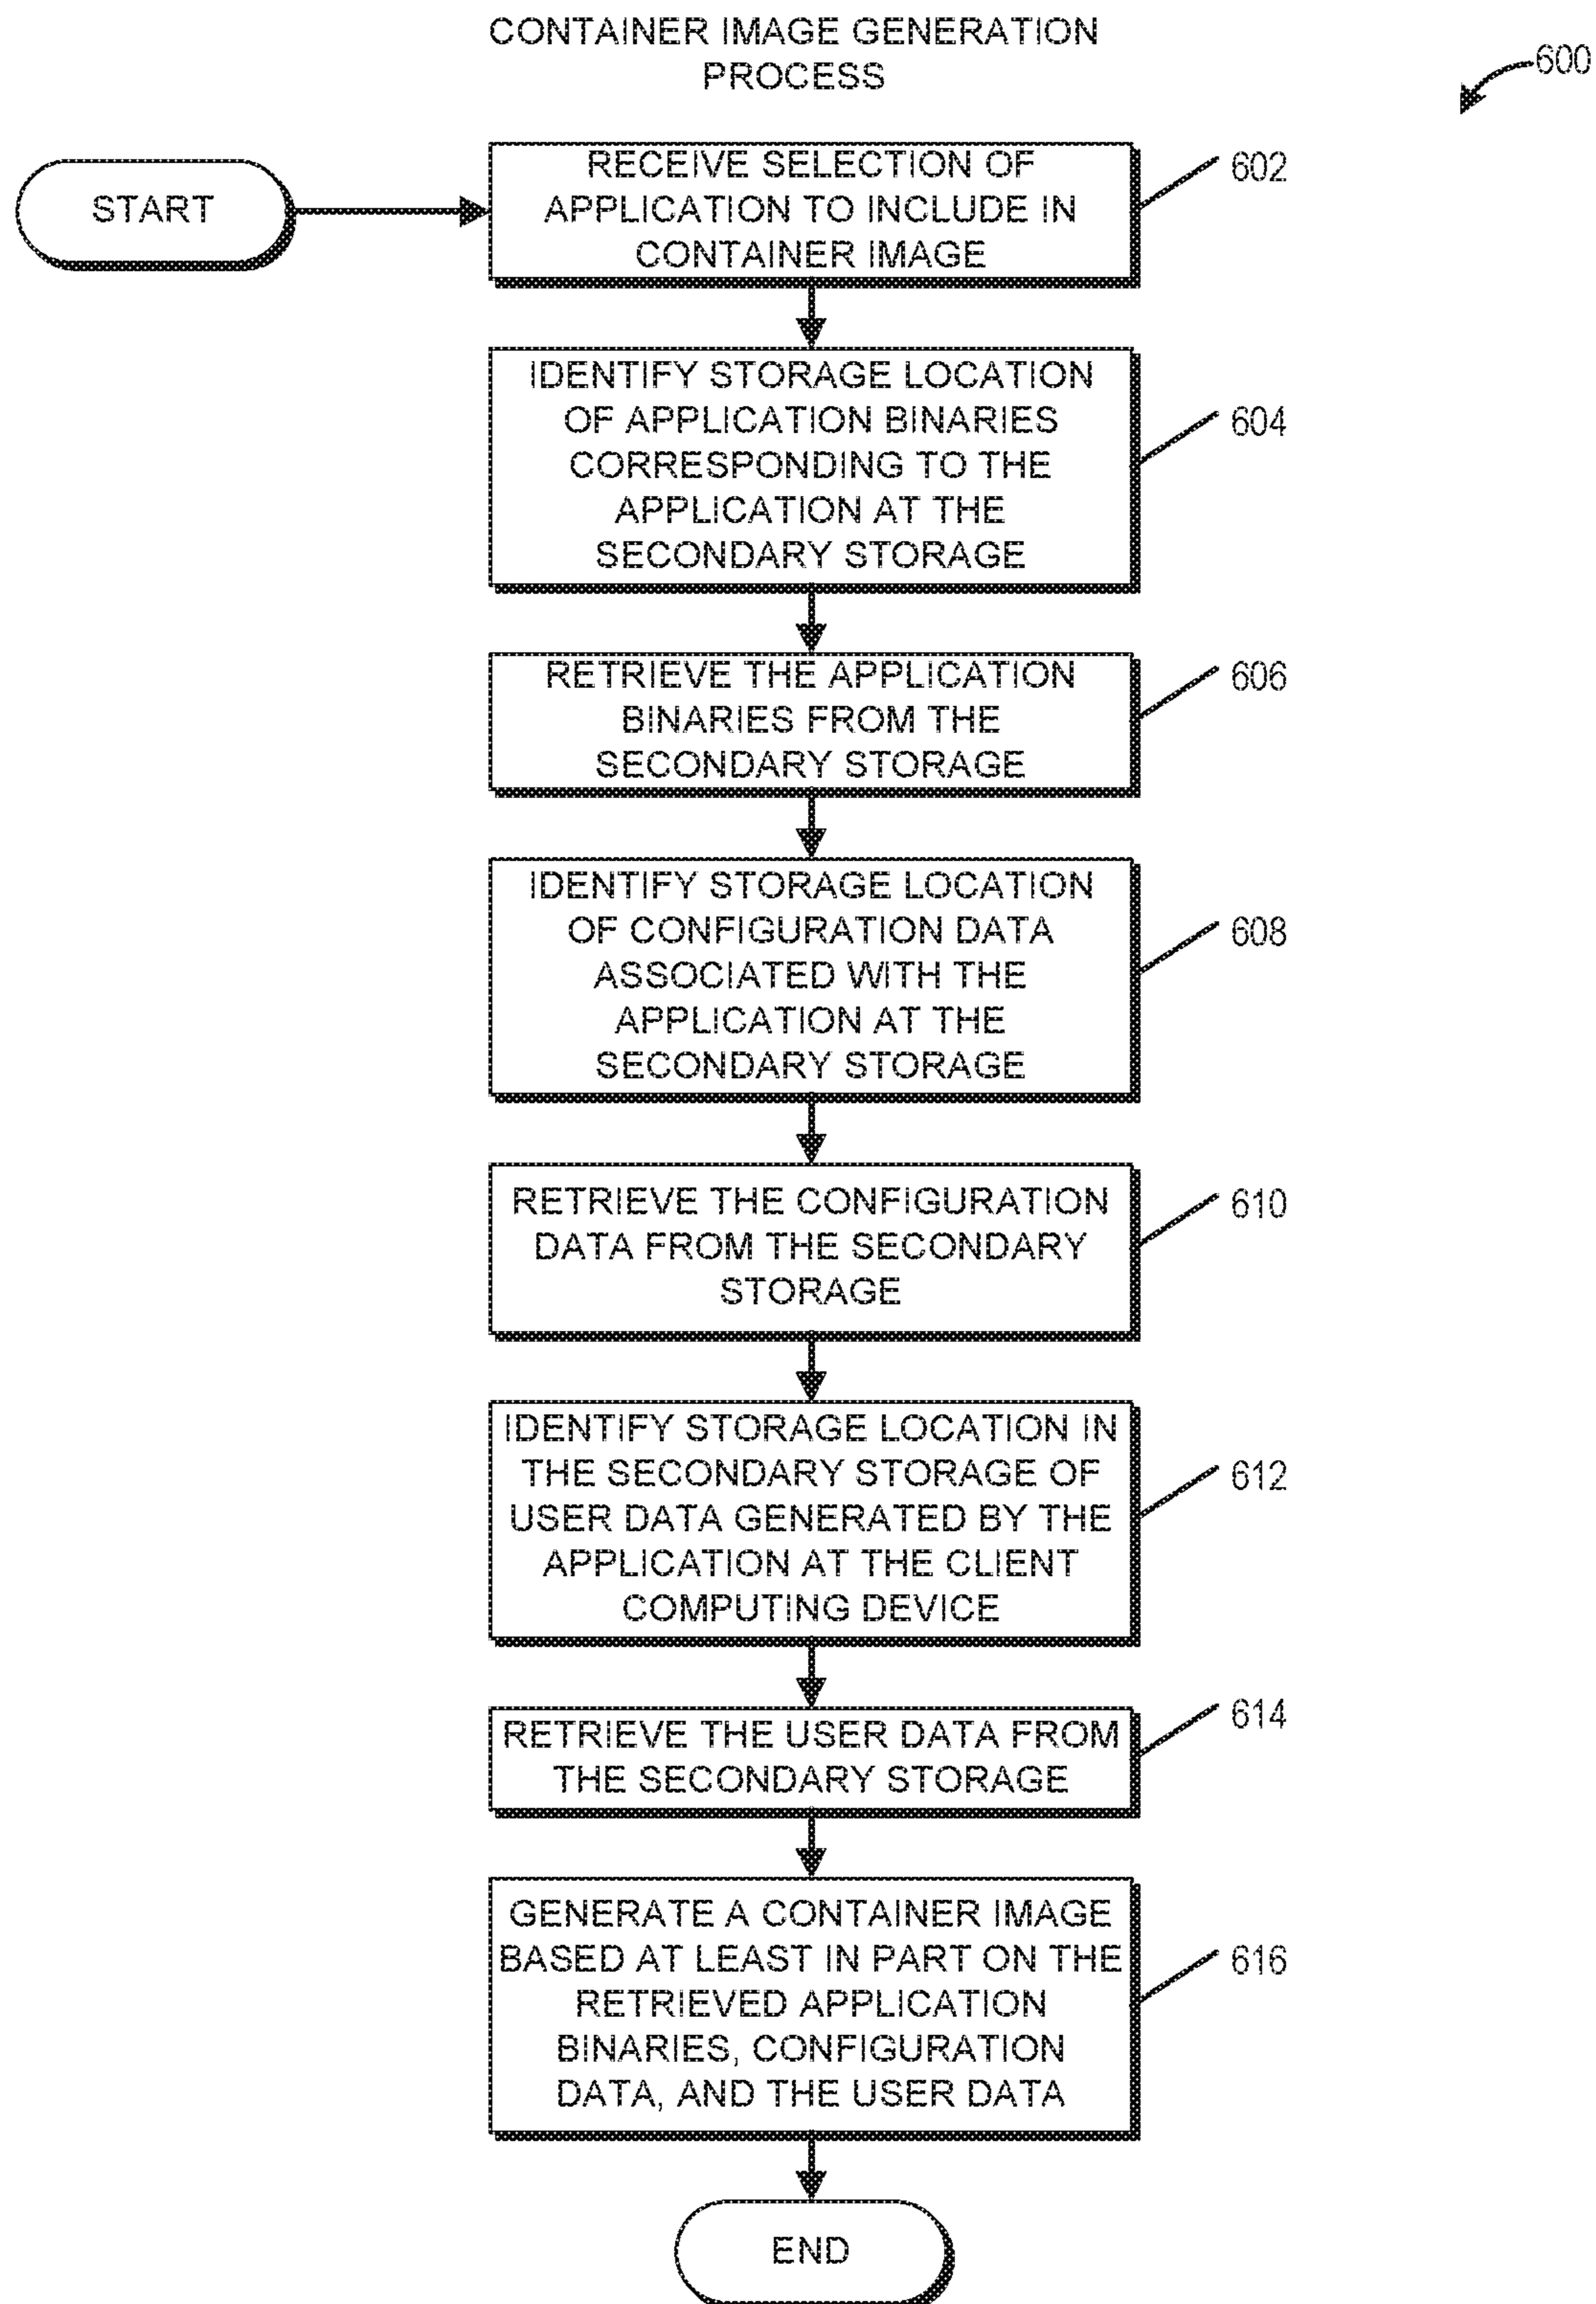 CONTAINER IMAGE GENERATION
PROCESS
600
START
RECEIVE SELECTION OF
APPLICATION TO INCLUDE IN
CONTAINER IMAGE
602
IDENTIFY STORAGE LOCATION
OF APPLICATION BINARIES
CORRESPONDING TO THE
APPLICATION AT THE
SECONDARY STORAGE
604
RETRIEVE THE APPLICATION
BINARIES FROM THE
SECONDARY STORAGE
606
IDENTIFY STORAGE LOCATION
OF CONFIGURATION DATA
ASSOCIATED WITH THE
APPLICATION AT THE
SECONDARY STORAGE
608
RETRIEVE THE CONFIGURATION
DATA FROM THE SECONDARY
STORAGE
610
IDENTIFY STORAGE LOCATION IN
THE SECONDARY STORAGE OF
USER DATA GENERATED BY THE
APPLICATION AT THE CLIENT
COMPUTING DEVICE
612
RETRIEVE THE USER DATA FROM
THE SECONDARY STORAGE
614
GENERATE A CONTAINER IMAGE
BASED AT LEAST IN PART ON THE
RETRIEVED APPLICATION
BINARIES, CONFIGURATION
DATA, AND THE USER DATA
616
END